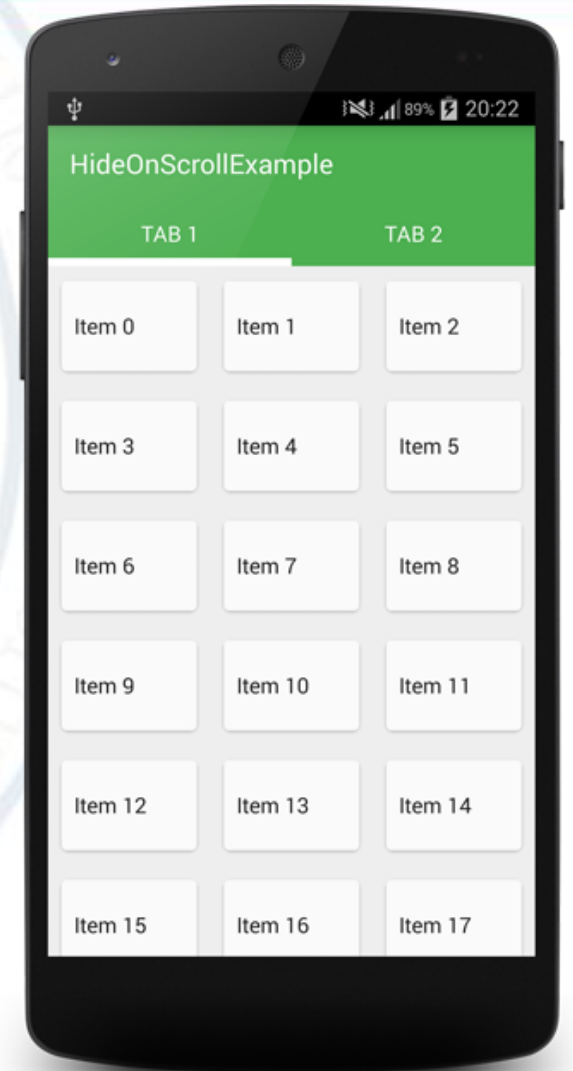 89% 20:22
HideOnScrollExample
TAB 1 TAB 2
Item 0 Item 1 Item 2
Item 3 Item 4 Item 5
Item 6 Item 7 Item 8
Item 9 Item 10 Item 11
Item 12 Item 13 Item 14
Item 15 Item 16 Item 17